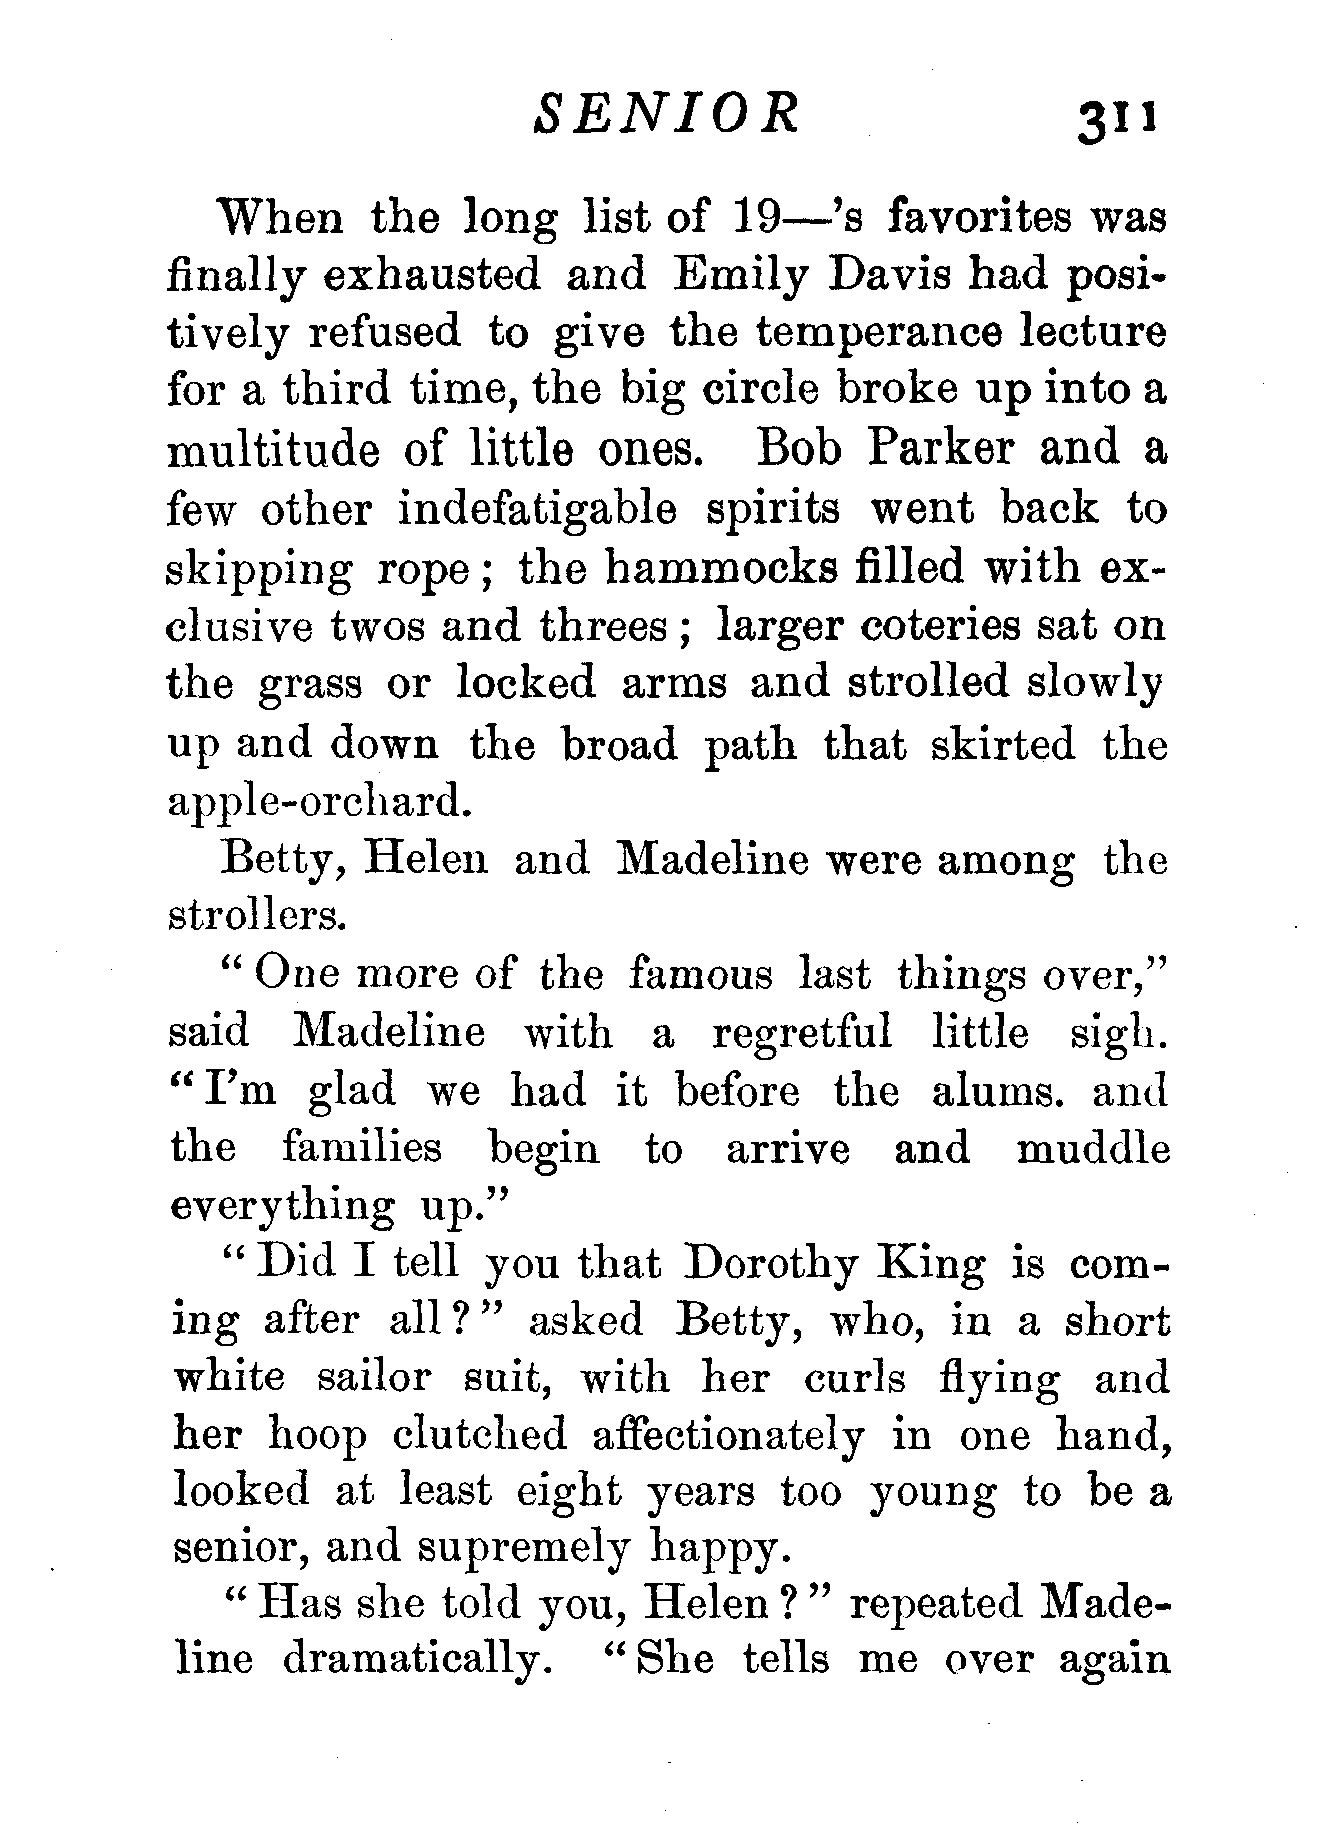 SENIOR 311
When the long list of 19—'s favorites was
finally exhausted and Emily Davis had posi-
tively refused to give the temperance lecture
for a third time, the big circle broke up into a
multitude of little ones. Bob Parker and a
few other indefatigable spirits went back to
skipping rope; the hammocks filled with ex-
clusive twos and threes; larger coteries sat on
the grass or locked arms and strolled slowly
up and down the broad path that skirted the
apple-orchard.
Betty, Helen and Madeline were among the
strollers.
"One more of the famous last things over,"
said Madeline with a regretful little sigh.
"I'm glad we had it before the alums. and
the families begin to arrive and muddle
everything up."
"Did I tell you that Dorothy King is com-
ing after all?" asked Betty, who, in a short
white sailor suit, with her curls flying and
her hoop clutched affectionately in one hand,
looked at least eight years too young to be a
senior, and supremely happy.
"Has she told you, Helen?" repeated Made-
line dramatically. "She tells me over again